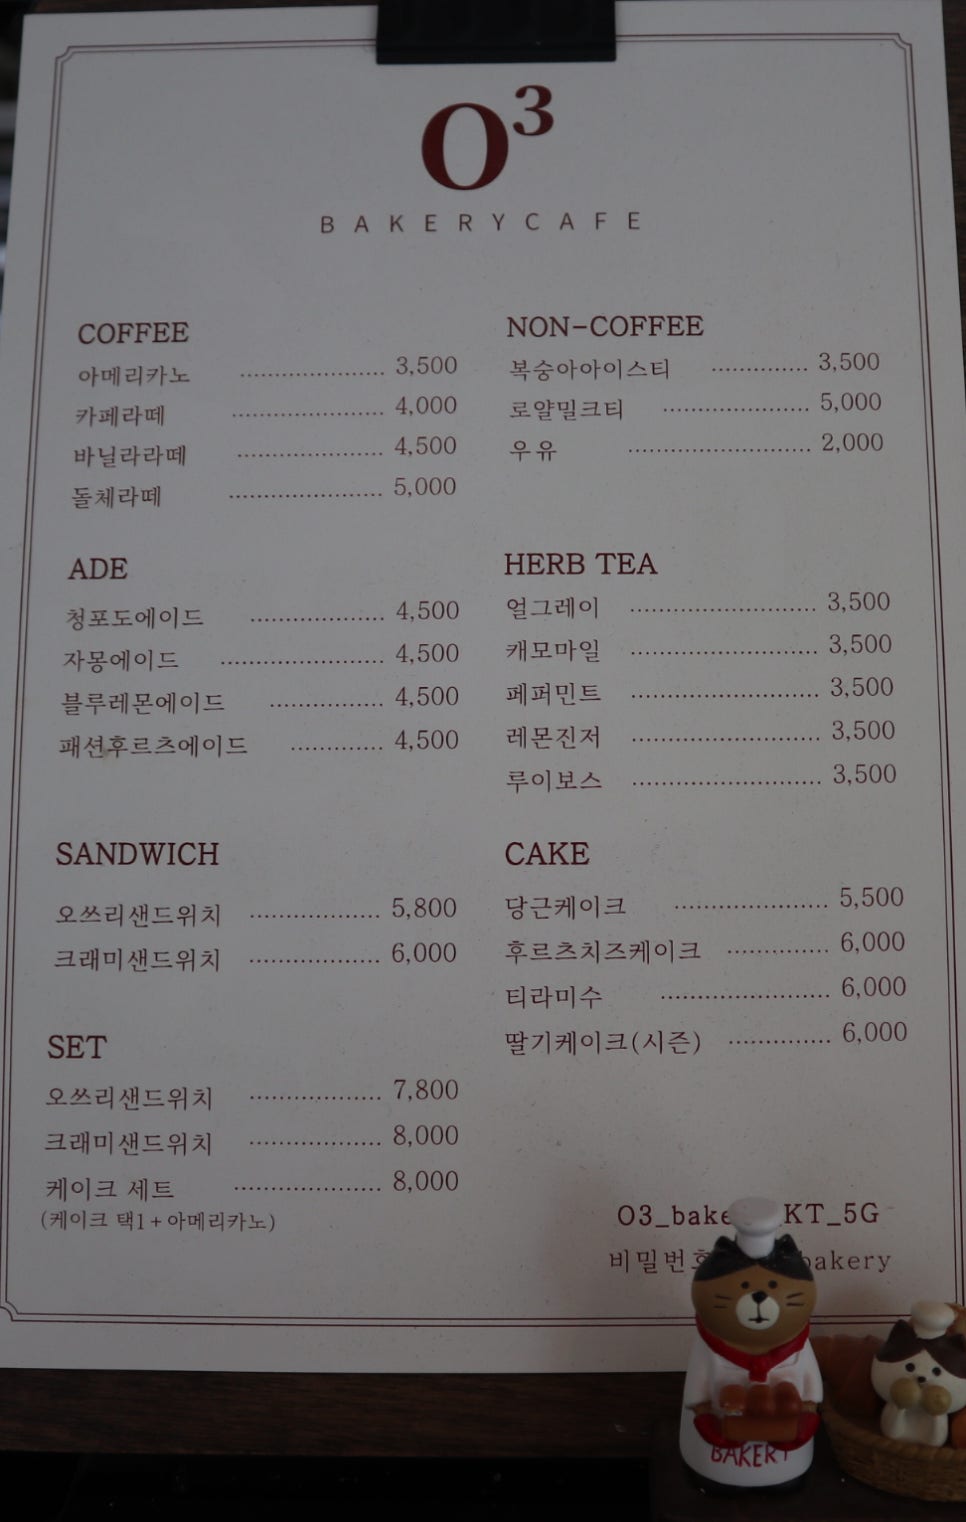 O³
BAKERYCAFE
COFFEE
아메리카노 3,500
카페라떼 4,000
바닐라라떼 4,500
돌체라떼 5,000
ADE
청포도에이드 4,500
자몽에이드 4,500
블루레몬에이드 4,500
패션후르츠에이드 4,500
SANDWICH
오쓰리샌드위치 5,800
크래미샌드위치 6,000
SET
오쓰리샌드위치 7,800
크래미샌드위치 8,000
케이크 세트 8,000
(케이크 택1+아메리카노)
NON-COFFEE
복숭아아이스티 3,500
로얄밀크티 5,000
우유 2,000
HERB TEA
얼그레이 3,500
캐모마일 3,500
페퍼민트 3,500
레몬진저 3,500
루이보스 3,500
CAKE
당근케이크 5,500
후르츠치즈케이크 6,000
티라미수 6,000
딸기케이크(시즌) 6,000
KT_5G
BAKERY